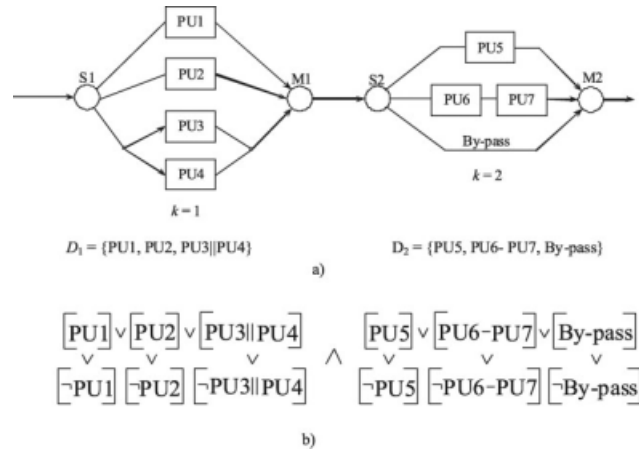 PU1
S1
PU2
M1
S2
PU5
M2
PU6
PU7
PU3
By-pass
PU4
k = 1
k = 2
D₁ = {PU1, PU2, PU3||PU4}
D₂ = {PU5, PU6- PU7, By-pass}
a)
[PU1] ∨ [PU2] ∨ [PU3||PU4] ∧ [PU5] ∨ [PU6-PU7] ∨ [By-pass]
∨ ∨ ∨ ∨ ∨ ∨
[¬PU1] [¬PU2] [¬PU3||PU4] [¬PU5] [¬PU6-PU7] [¬By-pass]
b)